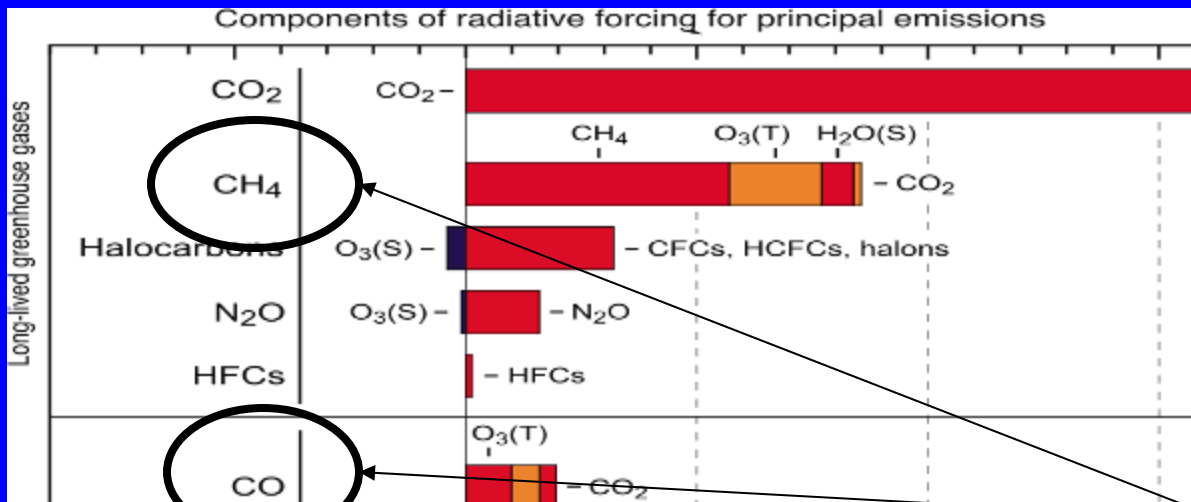 Components of radiative forcing for principal emissions
Long-lived greenhouse gases
CO₂
CO₂
CH₄
O₃(T)
H₂O(S)
CH₄
CO₂
Halocarbons
O₃(S)
CFCs, HCFCs, halons
N₂O
O₃(S)
N₂O
HFCs
HFCs
O₃(T)
CO
CO₂